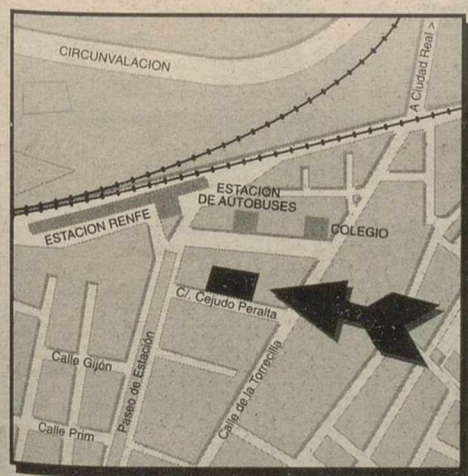 CIRCUNVALACION
A Ciudad Real >
ESTACIÓN
DE AUTOBUSES
ESTACION RENFE
COLEGIO
C/. Cejudo Peralta
Calle Gijón
Paseo de Estación
Calle de la Torrecilla
Calle Prim